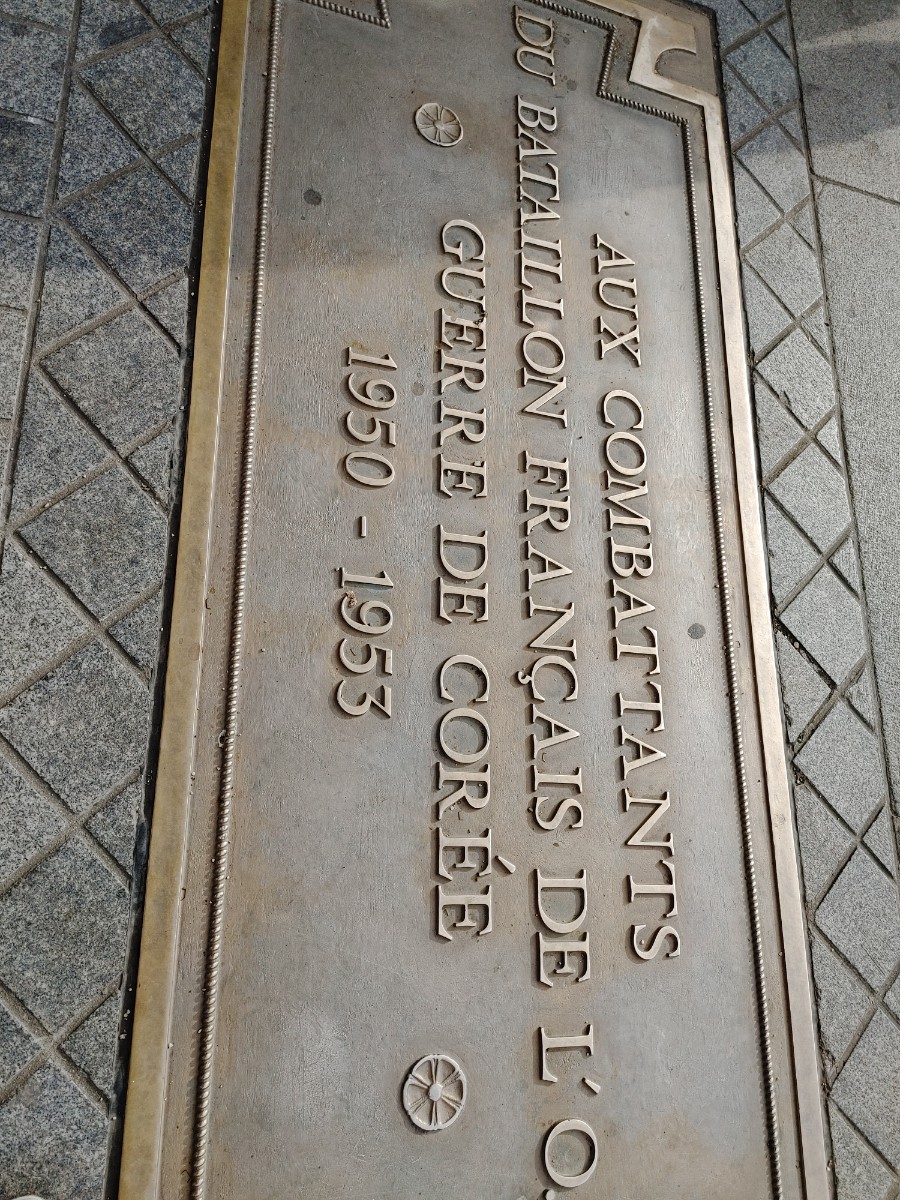 AUX COMBATTANTS
DU BATAILLON FRANÇAIS DE L'O.
GUERRE DE CORÉE
1950 - 1953